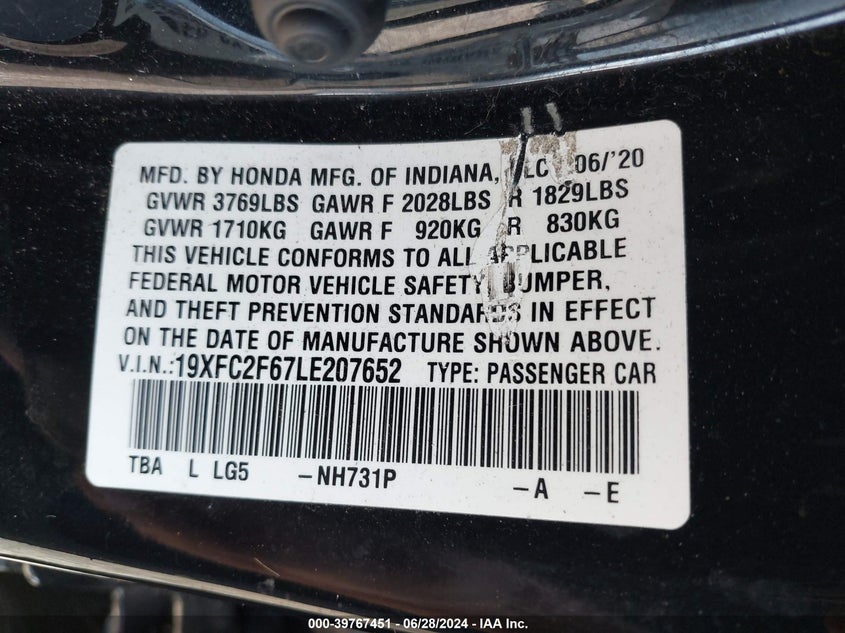 MFD. BY HONDA MFG. OF INDIANA, LLC 06/'20
GVWR 3769LBS GAWR F 2028LBS R 1829LBS
GVWR 1710KG GAWR F 920KG R 830KG
THIS VEHICLE CONFORMS TO ALL APPLICABLE
FEDERAL MOTOR VEHICLE SAFETY, BUMPER,
AND THEFT PREVENTION STANDARDS IN EFFECT
ON THE DATE OF MANUFACTURE SHOWN ABOVE.
V.I.N.:19XFC2F67LE207652 TYPE: PASSENGER CAR
TBA L LG5 -NH731P -A -E
000-39767451 - 06/28/2024 - IAA Inc.